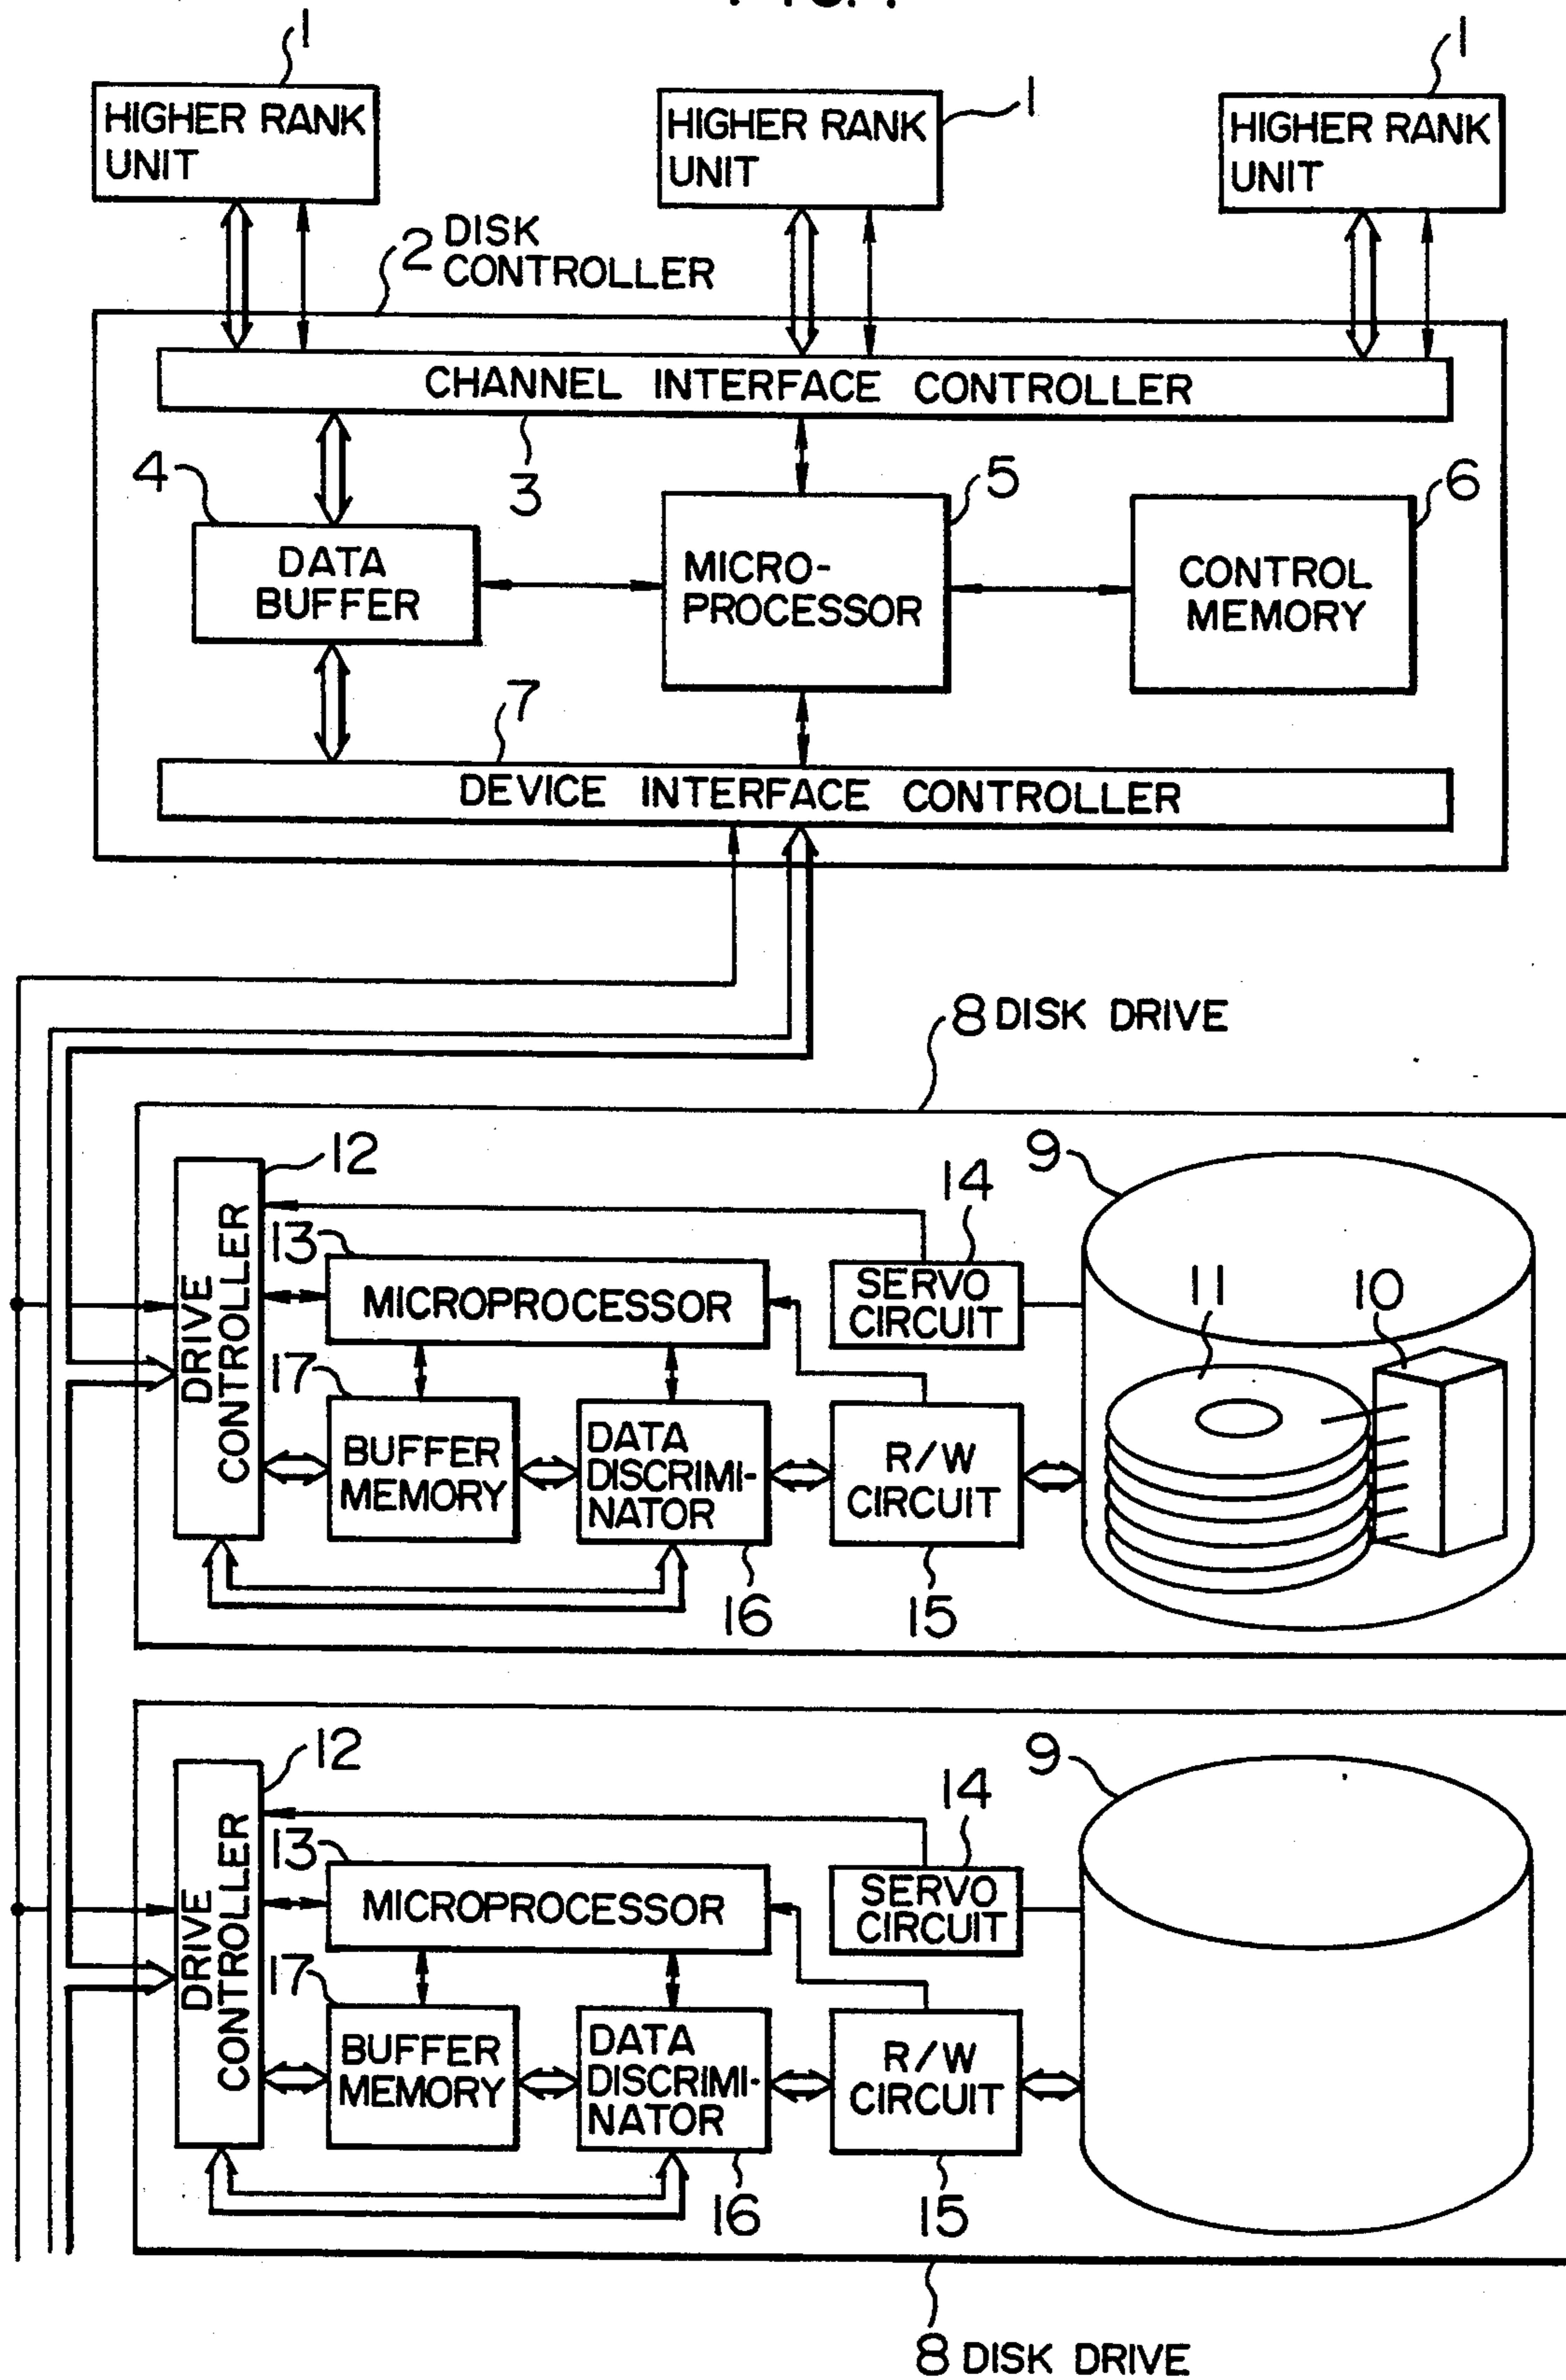 1
1
1
HIGHER RANK
UNIT
HIGHER RANK
UNIT
HIGHER RANK
UNIT
2 DISK
CONTROLLER
CHANNEL INTERFACE CONTROLLER
3
4
5
6
DATA
BUFFER
MICRO-
PROCESSOR
CONTROL
MEMORY
7
DEVICE INTERFACE CONTROLLER
8 DISK DRIVE
12
9
14
13
DRIVE
CONTROLLER
MICROPROCESSOR
SERVO
CIRCUIT
11
10
17
BUFFER
MEMORY
DATA
DISCRIMI-
NATOR
R/W
CIRCUIT
16
15
12
9
14
13
DRIVE
CONTROLLER
MICROPROCESSOR
SERVO
CIRCUIT
17
BUFFER
MEMORY
DATA
DISCRIMI-
NATOR
R/W
CIRCUIT
16
15
8 DISK DRIVE